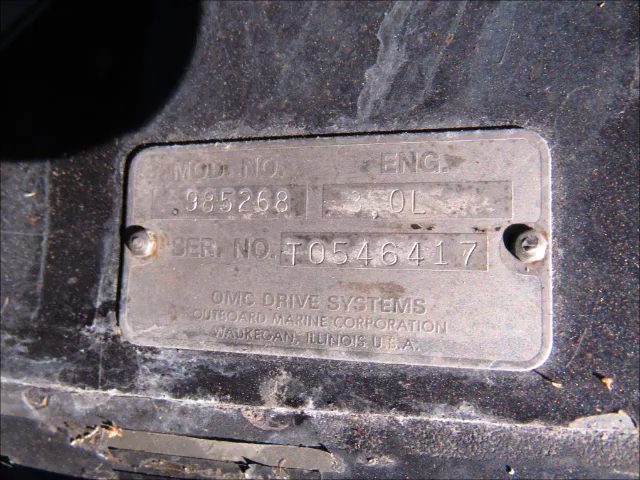 MOD. NO. ENG.
985268 3.0L
SER. NO. T0546417
OMC DRIVE SYSTEMS
OUTBOARD MARINE CORPORATION
WAUKEGAN, ILLINOIS U.S.A.